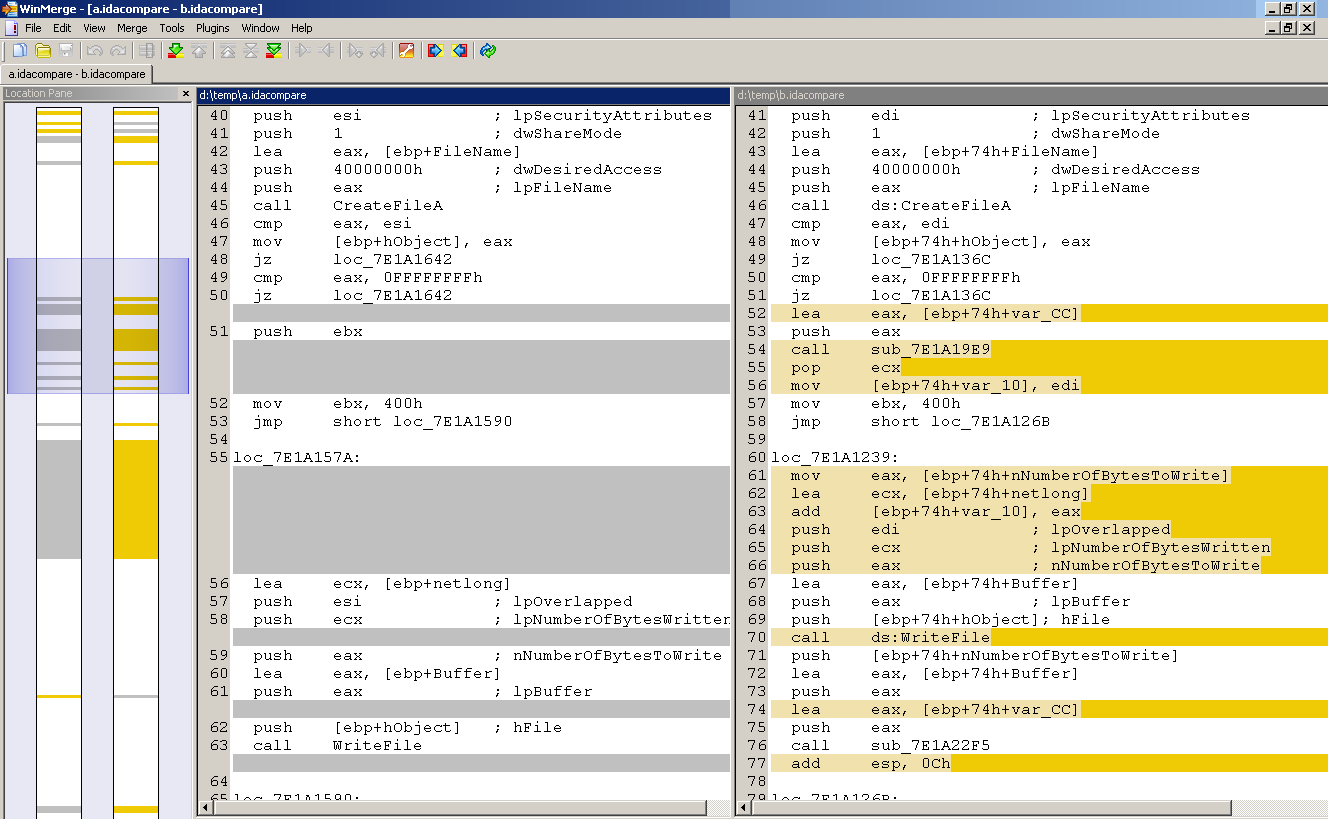 WinMerge - [a.idacompare - b.idacompare]
File Edit View Merge Tools Plugins Window Help
a.idacompare - b.idacompare
Location Pane
d:\temp\a.idacompare
40 push esi ; lpSecurityAttributes
41 push 1 ; dwShareMode
42 lea eax, [ebp+FileName]
43 push 40000000h ; dwDesiredAccess
44 push eax ; lpFileName
45 call CreateFileA
46 cmp eax, esi
47 mov [ebp+hObject], eax
48 jz loc_7E1A1642
49 cmp eax, 0FFFFFFFFh
50 jz loc_7E1A1642
51 push ebx
52 mov ebx, 400h
53 jmp short loc_7E1A1590
54
55 loc_7E1A157A:
56 lea ecx, [ebp+netlong]
57 push esi ; lpOverlapped
58 push ecx ; lpNumberOfBytesWritten
59 push eax ; nNumberOfBytesToWrite
60 lea eax, [ebp+Buffer]
61 push eax ; lpBuffer
62 push [ebp+hObject] ; hFile
63 call WriteFile
64
65 loc_7E1A1590:
d:\temp\b.idacompare
41 push edi ; lpSecurityAttributes
42 push 1 ; dwShareMode
43 lea eax, [ebp+74h+FileName]
44 push 40000000h ; dwDesiredAccess
45 push eax ; lpFileName
46 call ds:CreateFileA
47 cmp eax, edi
48 mov [ebp+74h+hObject], eax
49 jz loc_7E1A136C
50 cmp eax, 0FFFFFFFFh
51 jz loc_7E1A136C
52 lea eax, [ebp+74h+var_CC]
53 push eax
54 call sub_7E1A19E9
55 pop ecx
56 mov [ebp+74h+var_10], edi
57 mov ebx, 400h
58 jmp short loc_7E1A126B
59
60 loc_7E1A1239:
61 mov eax, [ebp+74h+nNumberOfBytesToWrite]
62 lea ecx, [ebp+74h+netlong]
63 add [ebp+74h+var_10], eax
64 push edi ; lpOverlapped
65 push ecx ; lpNumberOfBytesWritten
66 push eax ; nNumberOfBytesToWrite
67 lea eax, [ebp+74h+Buffer]
68 push eax ; lpBuffer
69 push [ebp+74h+hObject]; hFile
70 call ds:WriteFile
71 push [ebp+74h+nNumberOfBytesToWrite]
72 lea eax, [ebp+74h+Buffer]
73 push eax
74 lea eax, [ebp+74h+var_CC]
75 push eax
76 call sub_7E1A22F5
77 add esp, 0Ch
78
79 loc_7E1A126B: